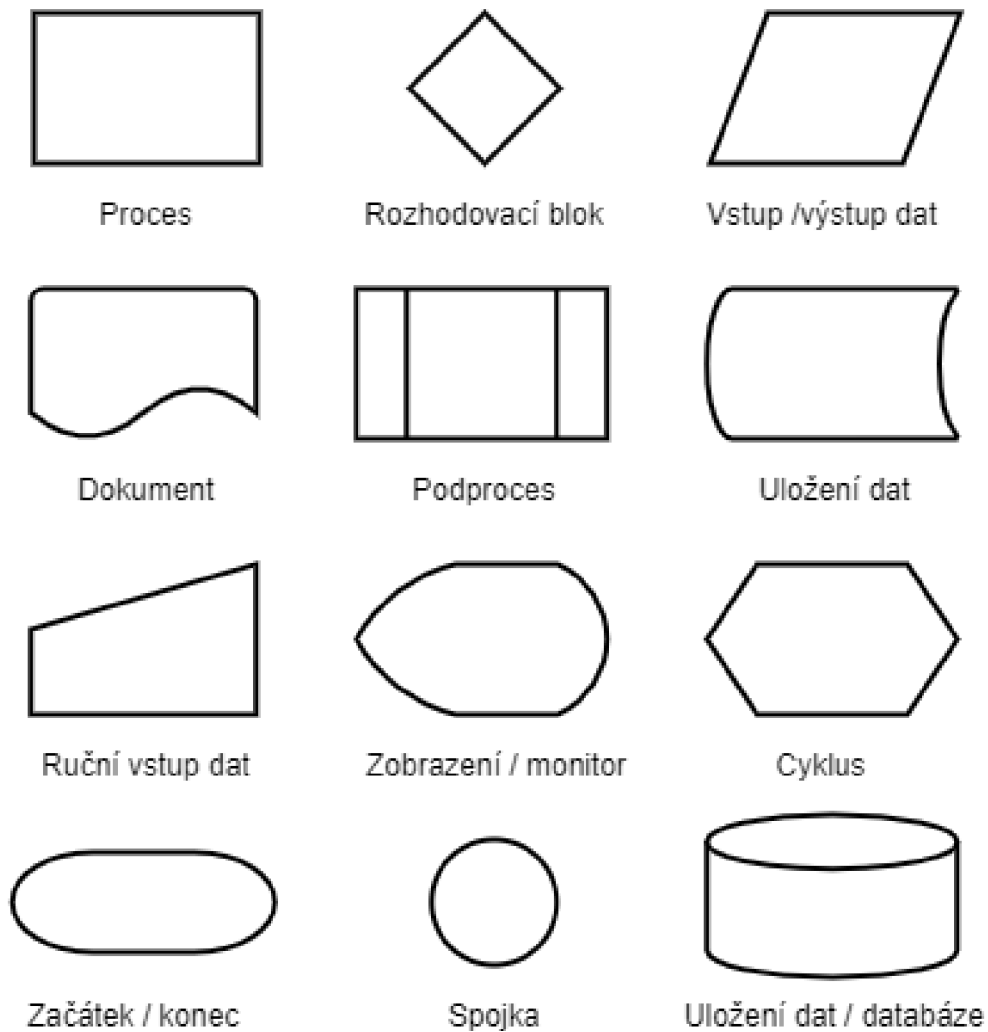 Proces
Rozhodovací blok
Vstup /výstup dat
Dokument
Podproces
Uložení dat
Ruční vstup dat
Zobrazení / monitor
Cyklus
Začátek / konec
Spojka
Uložení dat / databáze